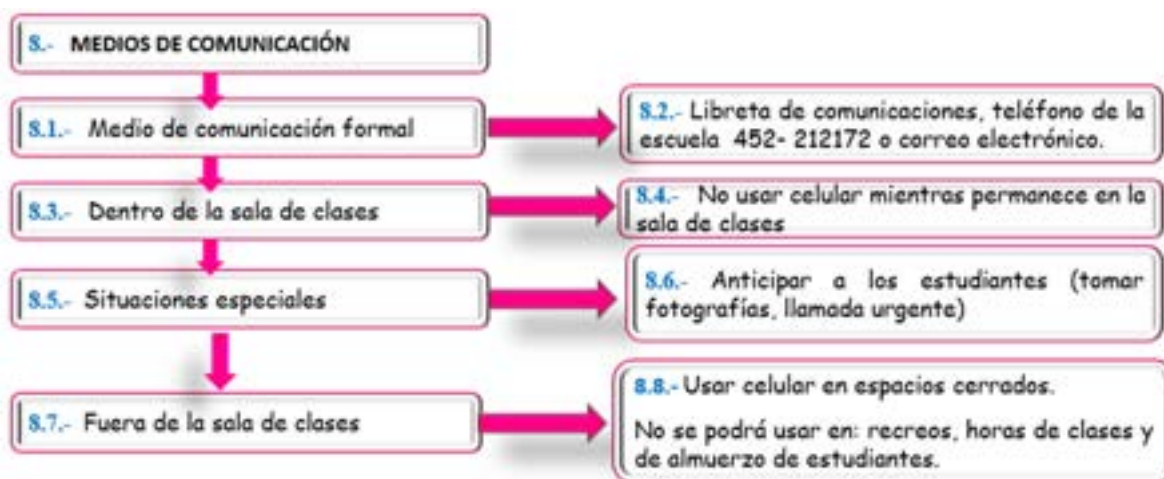 8.- MEDIOS DE COMUNICACIÓN
8.1.- Medio de comunicación formal
8.2.- Libreta de comunicaciones, teléfono de la
escuela 452- 212172 o correo electrónico.
8.3.- Dentro de la sala de clases
8.4.- No usar celular mientras permanece en la
sala de clases
8.5.- Situaciones especiales
8.6.- Anticipar a los estudiantes (tomar
fotografías, llamada urgente)
8.7.- Fuera de la sala de clases
8.8.- Usar celular en espacios cerrados.
No se podrá usar en: recreos, horas de clases y
de almuerzo de estudiantes.